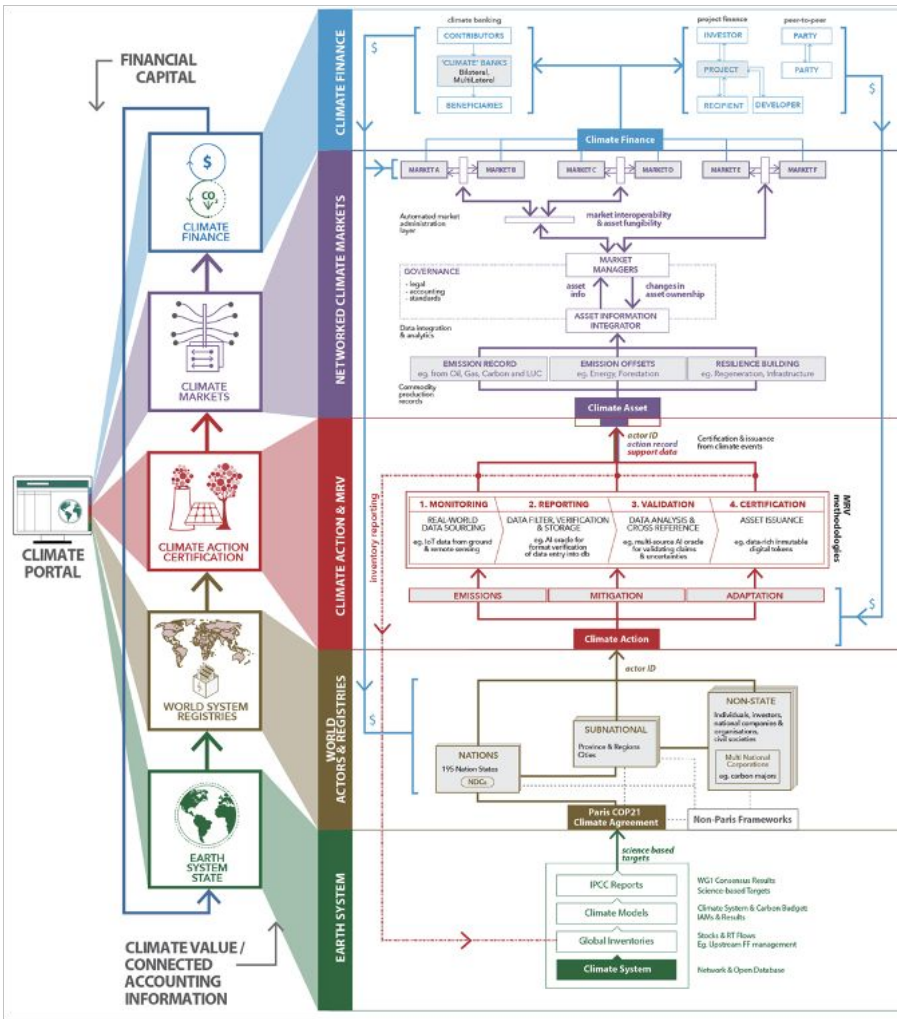 FINANCIAL
CAPITAL
$
CO₂
CLIMATE
FINANCE
CLIMATE
MARKETS
CLIMATE ACTION
CERTIFICATION
WORLD SYSTEM
REGISTRIES
EARTH
SYSTEM
STATE
CLIMATE
PORTAL
CLIMATE VALUE /
CONNECTED
ACCOUNTING
INFORMATION
CLIMATE FINANCE
climate banking
CONTRIBUTORS
'CLIMATE' BANKS
Bilateral,
MultiLateral
BENEFICIARIES
project finance
INVESTOR
PROJECT
RECIPIENT
DEVELOPER
peer-to-peer
PARTY
PARTY
$
$
Climate Finance
NETWORKED CLIMATE MARKETS
MARKET A
MARKET B
MARKET C
MARKET D
MARKET E
MARKET F
Automated market
administration
layer
market interoperability
& asset fungibility
MARKET
MANAGERS
GOVERNANCE
- legal
- accounting
- standards
asset
info
changes in
asset ownership
ASSET INFORMATION
INTEGRATOR
Data integration
& analytics
EMISSION RECORD
eg. from Oil, Gas, Carbon and LUC
EMISSION OFFSETS
eg. Energy, Forestation
RESILIENCE BUILDING
eg. Regeneration, Infrastructure
Commodity
production
records
Climate Asset
CLIMATE ACTION & MRV
actor ID
action record
support data
Certification & issuance
from climate events
inventory reporting
1. MONITORING
REAL-WORLD
DATA SOURCING
eg. IoT data from ground
& remote sensing
2. REPORTING
DATA FILTER, VERIFICATION
& STORAGE
eg. AI oracle for
format verification
of data entry into db
3. VALIDATION
DATA ANALYSIS &
CROSS REFERENCE
eg. multi-source AI oracle
for validating claims
& uncertainties
4. CERTIFICATION
ASSET ISSUANCE
eg. data-rich immutable
digital tokens
MRV
methodologies
EMISSIONS
MITIGATION
ADAPTATION
$
Climate Action
WORLD
ACTORS & REGISTRIES
actor ID
$
NATIONS
195 Nation States
NDCs
SUBNATIONAL
Province & Regions
Cities
NON-STATE
Individuals, investors,
national companies &
organisations,
civil societies
Multi National
Corporations
eg. carbon majors
Paris COP21
Climate Agreement
Non-Paris Frameworks
EARTH SYSTEM
science based
targets
IPCC Reports
WG1 Consensus Results
Science-based Targets
Climate Models
Climate System & Carbon Budget:
IAMs & Results
Global Inventories
Stocks & RT Flows
Eg. Upstream FF management
Climate System
Network & Open Database